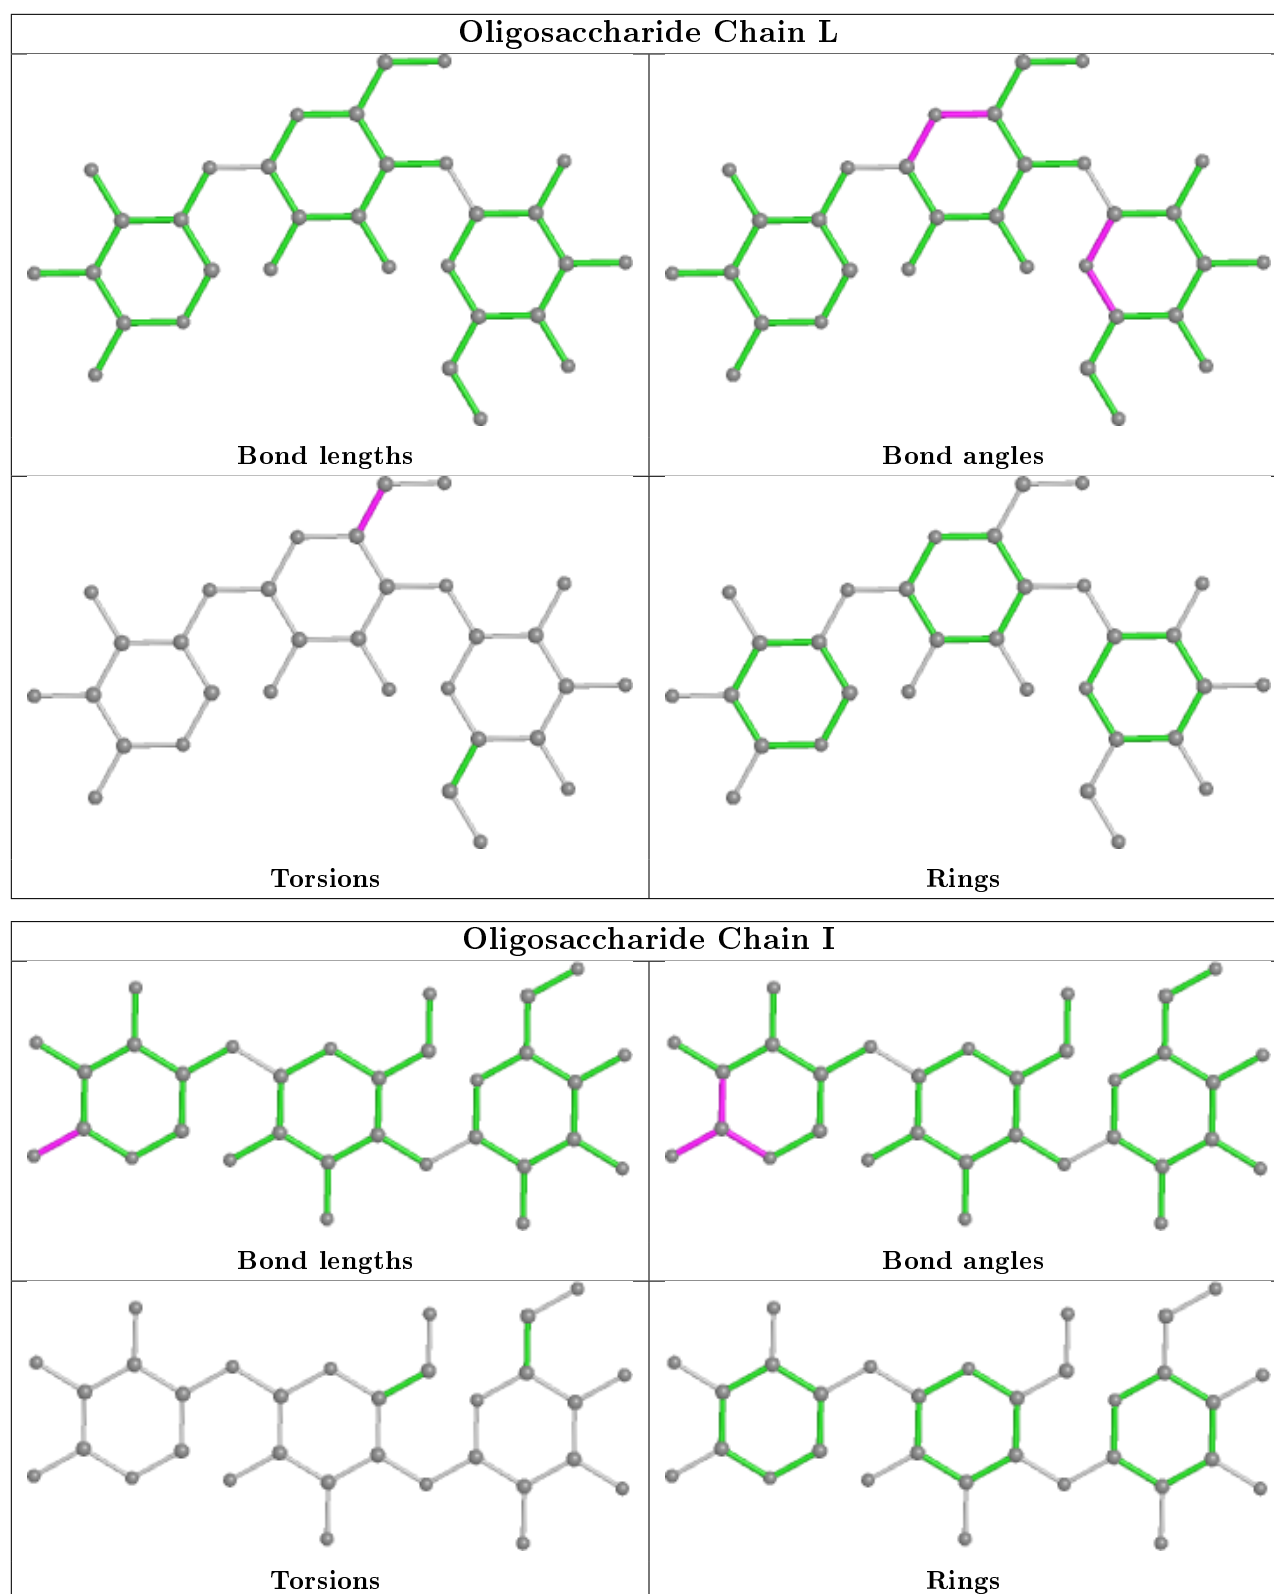 Oligosaccharide Chain L
Bond lengths
Bond angles
Torsions
Rings
Oligosaccharide Chain I
Bond lengths
Bond angles
Torsions
Rings